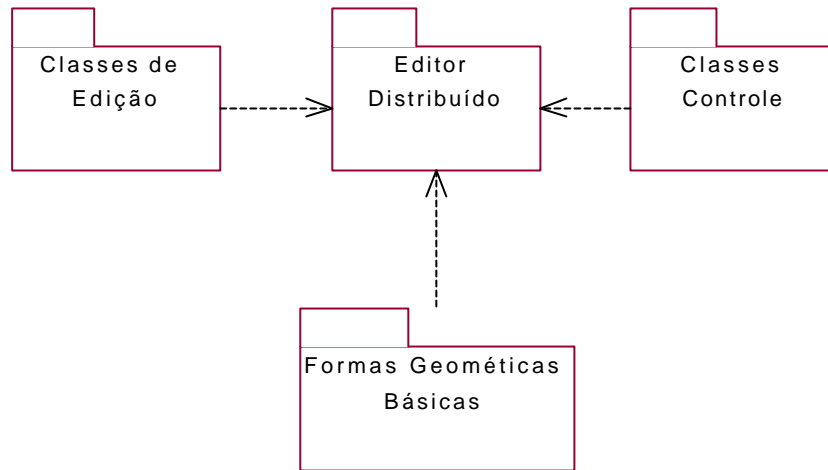 Classes de
Edição
Editor
Distribuído
Classes
Controle
Formas Geométicas
Básicas